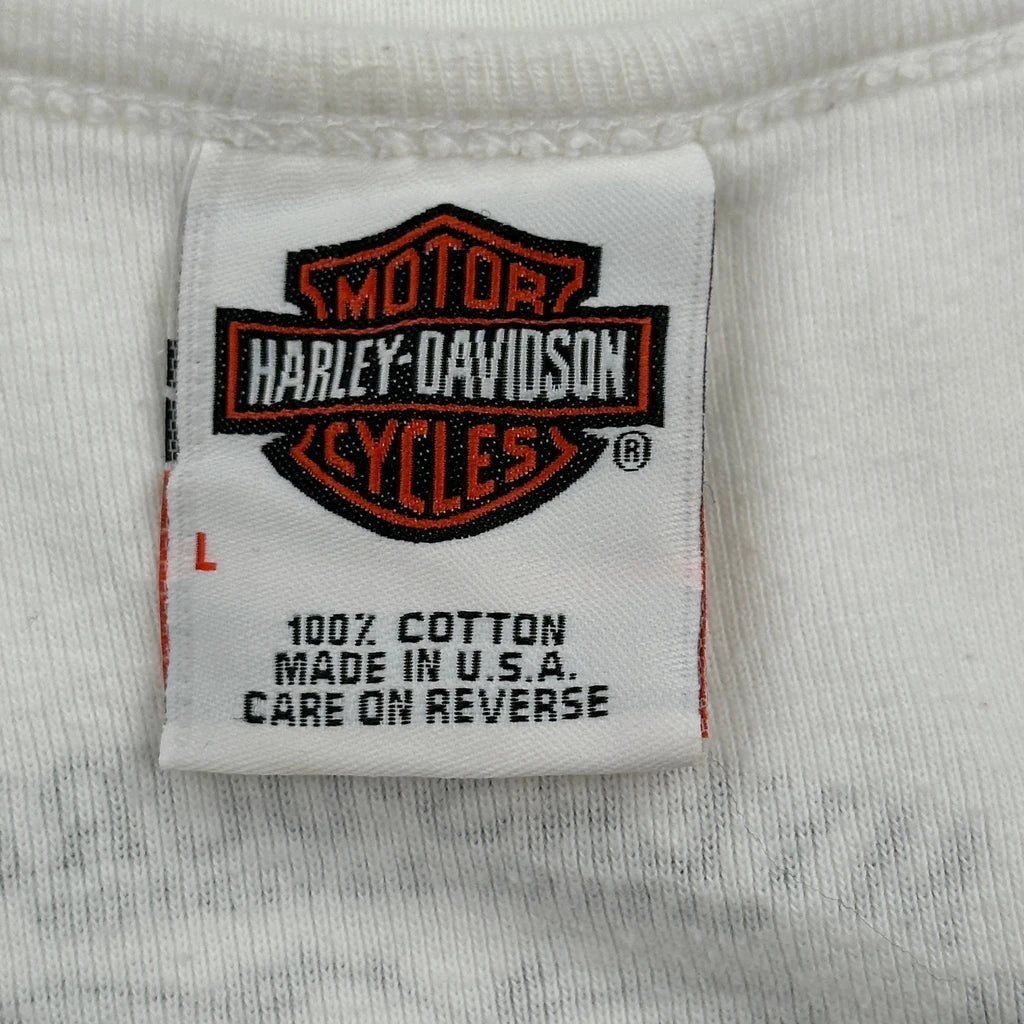 MOTOR
HARLEY-DAVIDSON
CYCLES
®
L
100% COTTON
MADE IN U.S.A.
CARE ON REVERSE